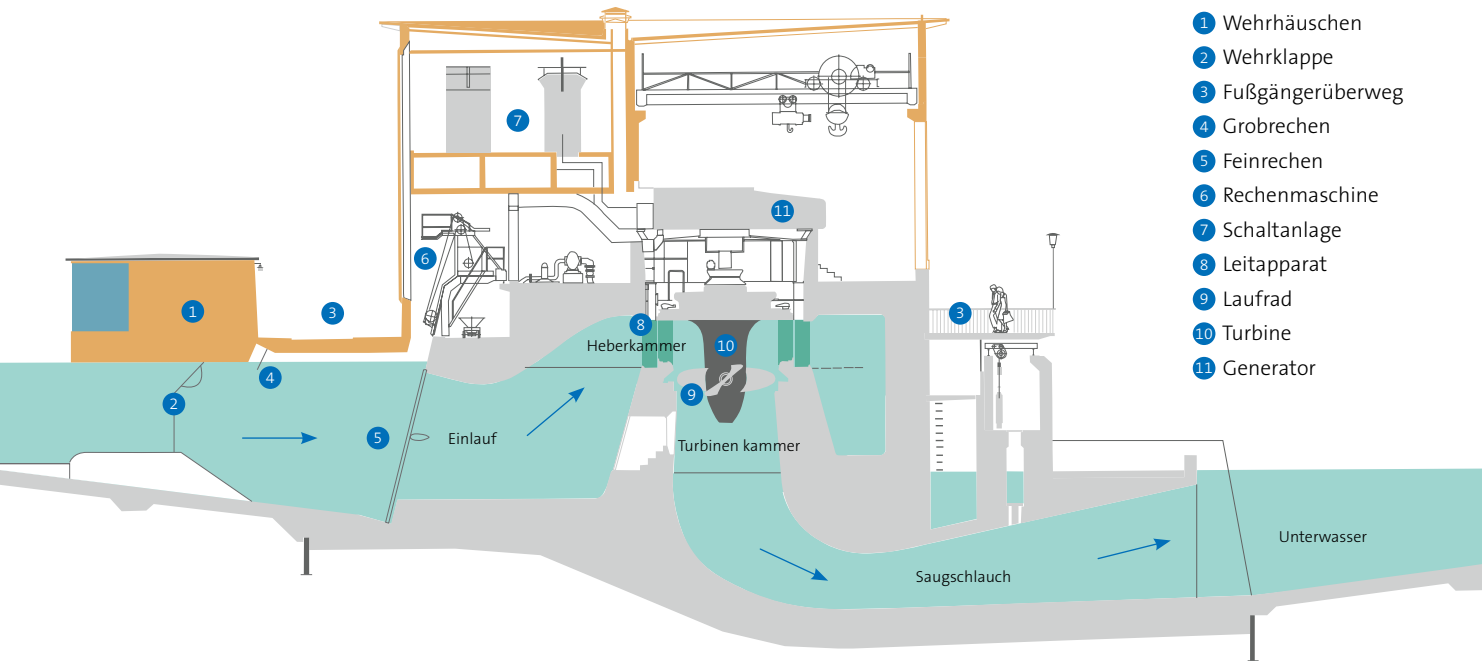 1 Wehrhäuschen
2 Wehrklappe
3 Fußgängerüberweg
4 Grobrechen
5 Feinrechen
6 Rechenmaschine
7 Schaltanlage
8 Leitapparat
9 Laufrad
10 Turbine
11 Generator
7
11
6
1
3
3
8
Heberkammer
10
4
9
2
5
Einlauf
Turbinen kammer
Unterwasser
Saugschlauch